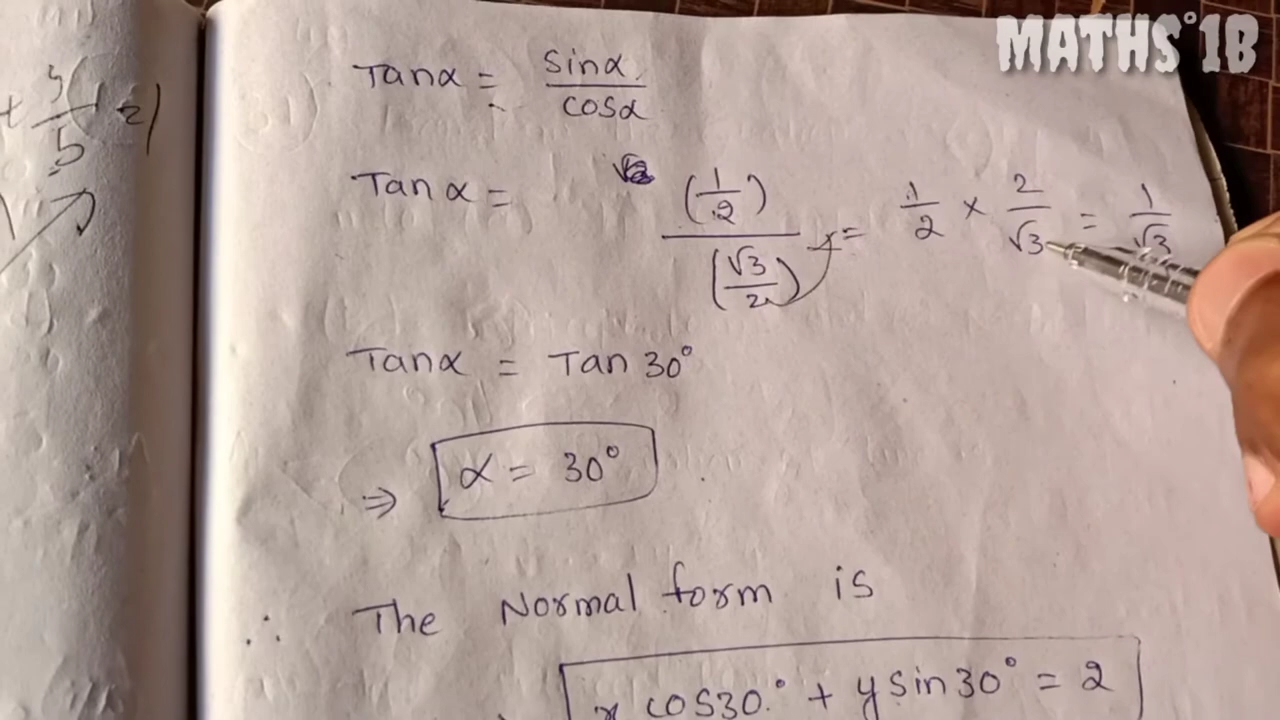 MATHS°1B
Tanα = sinα / cosα
Tan α = (1/2) / (√3/2) = 1/2 × 2/√3 = 1/√3
Tanα = Tan 30°
⇒ α = 30°
∴ The Normal form is
x cos30° + y sin30° = 2